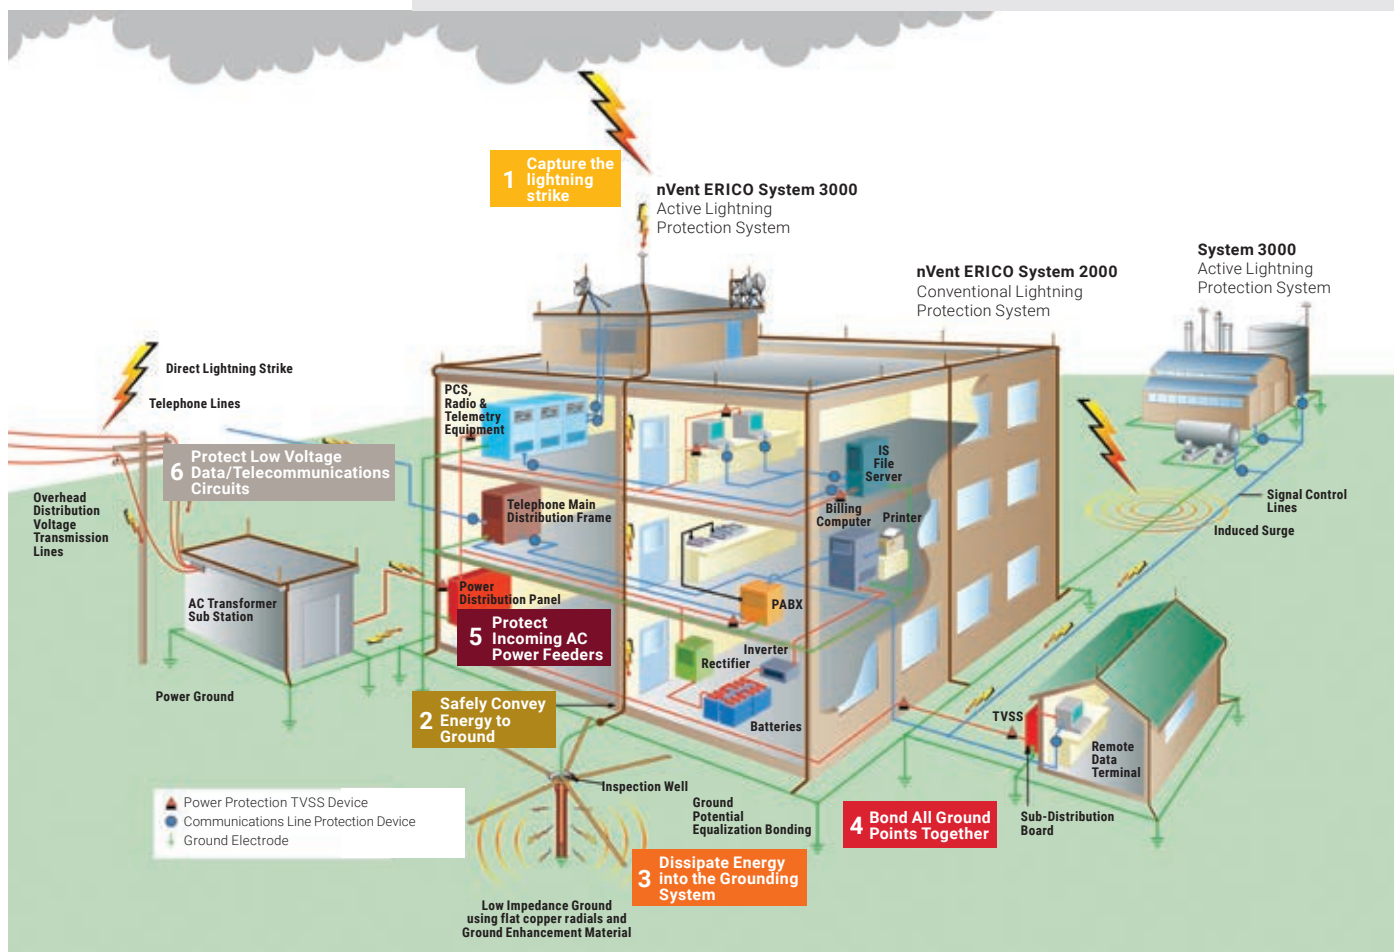 1 Capture the
lightning
strike
nVent ERICO System 3000
Active Lightning
Protection System
nVent ERICO System 2000
Conventional Lightning
Protection System
System 3000
Active Lightning
Protection System
Direct Lightning Strike
Telephone Lines
6 Protect Low Voltage
Data/Telecommunications
Circuits
Overhead
Distribution
Voltage
Transmission
Lines
PCS,
Radio &
Telemetry
Equipment
IS
File
Server
Telephone Main
Distribution Frame
Billing
Computer
Printer
Signal Control
Lines
Induced Surge
AC Transformer
Sub Station
Power
Distribution Panel
PABX
5 Protect
Incoming AC
Power Feeders
Rectifier
Inverter
Batteries
Power Ground
2 Safely Convey
Energy to
Ground
TVSS
Remote
Data
Terminal
Inspection Well
Power Protection TVSS Device
Communications Line Protection Device
Ground Electrode
Ground
Potential
Equalization Bonding
4 Bond All Ground
Points Together
Sub-Distribution
Board
3 Dissipate Energy
into the Grounding
System
Low Impedance Ground
using flat copper radials and
Ground Enhancement Material